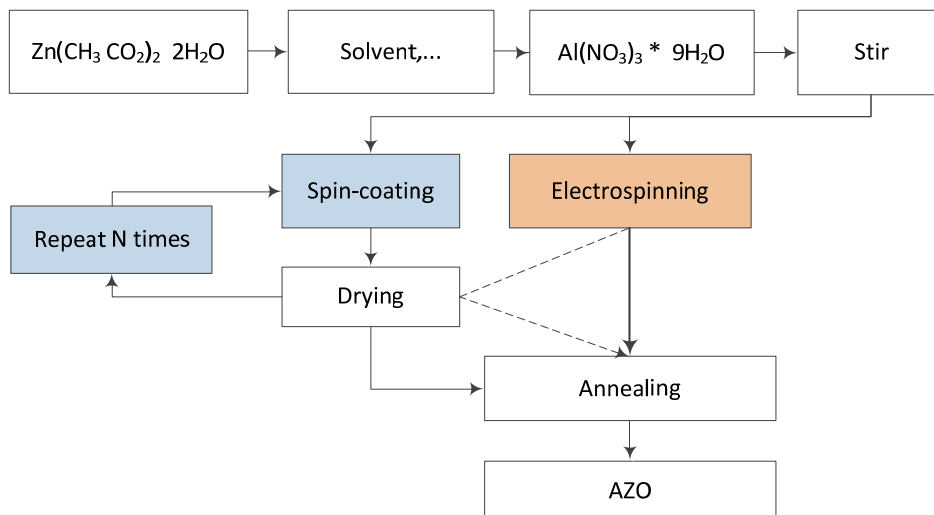 Zn(CH₃ CO₂)₂ 2H₂O
Solvent,...
Al(NO₃)₃ * 9H₂O
Stir
Spin-coating
Electrospinning
Repeat N times
Drying
Annealing
AZO